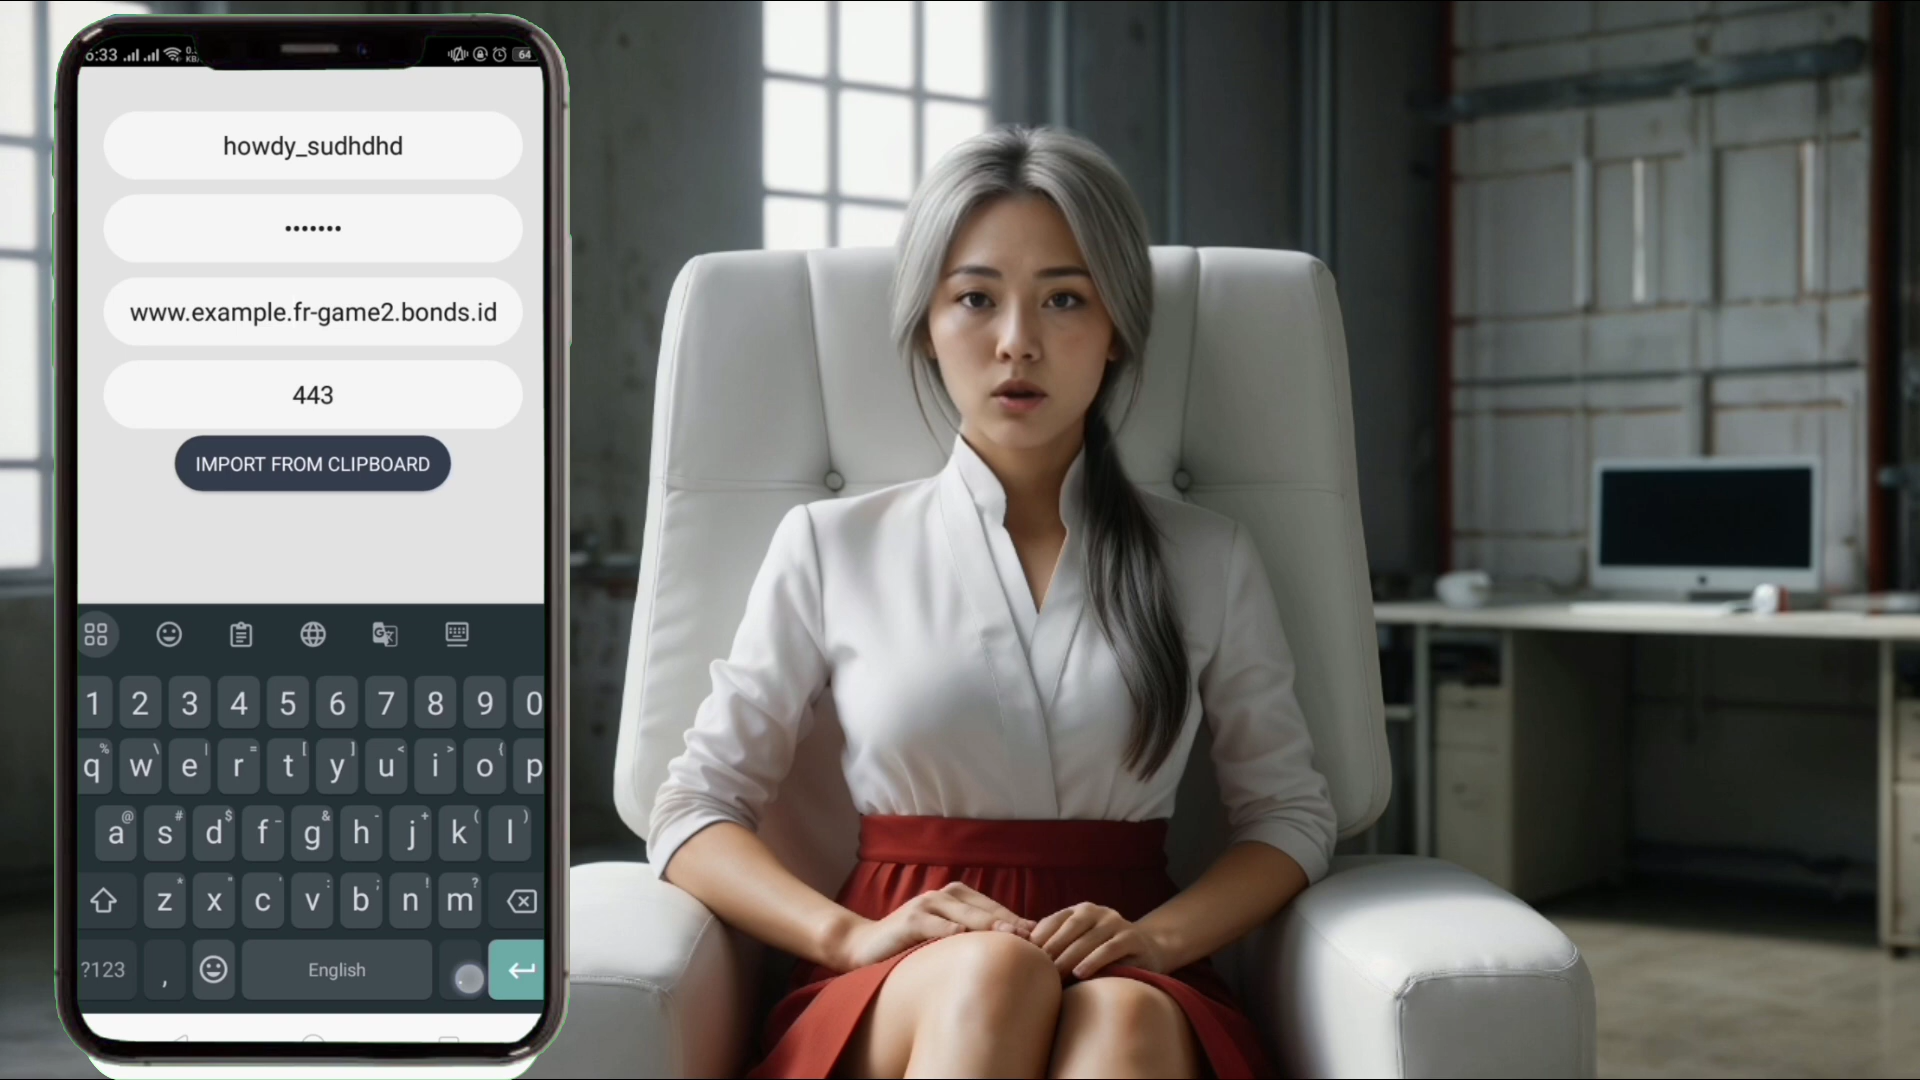 6:33
64
howdy_sudhdhd
•••••••
www.example.fr-game2.bonds.id
443
IMPORT FROM CLIPBOARD
1 2 3 4 5 6 7 8 9 0
% \ | = [ ] < > {
q w e r t y u i o p
@ # $ _ & - + ( )
a s d f g h j k l
* " ' : ; ! ?
z x c v b n m
?123 , English .